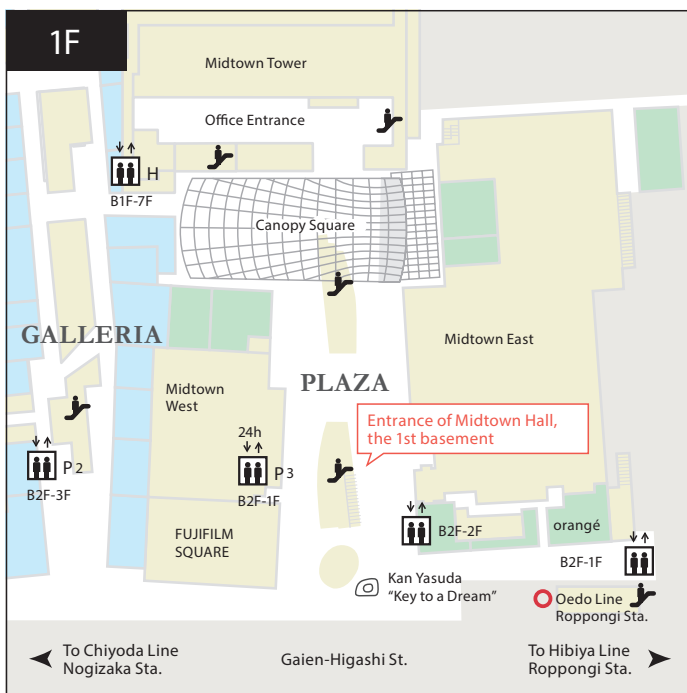 1F
Midtown Tower
Office Entrance
H
B1F-7F
Canopy Square
GALLERIA
Midtown East
PLAZA
Midtown
West
Entrance of Midtown Hall,
the 1st basement
24h
P2
P3
B2F-3F
B2F-1F
FUJIFILM
SQUARE
B2F-2F
orangé
B2F-1F
Kan Yasuda
“Key to a Dream”
Oedo Line
Roppongi Sta.
To Chiyoda Line
Nogizaka Sta.
Gaien-Higashi St.
To Hibiya Line
Roppongi Sta.